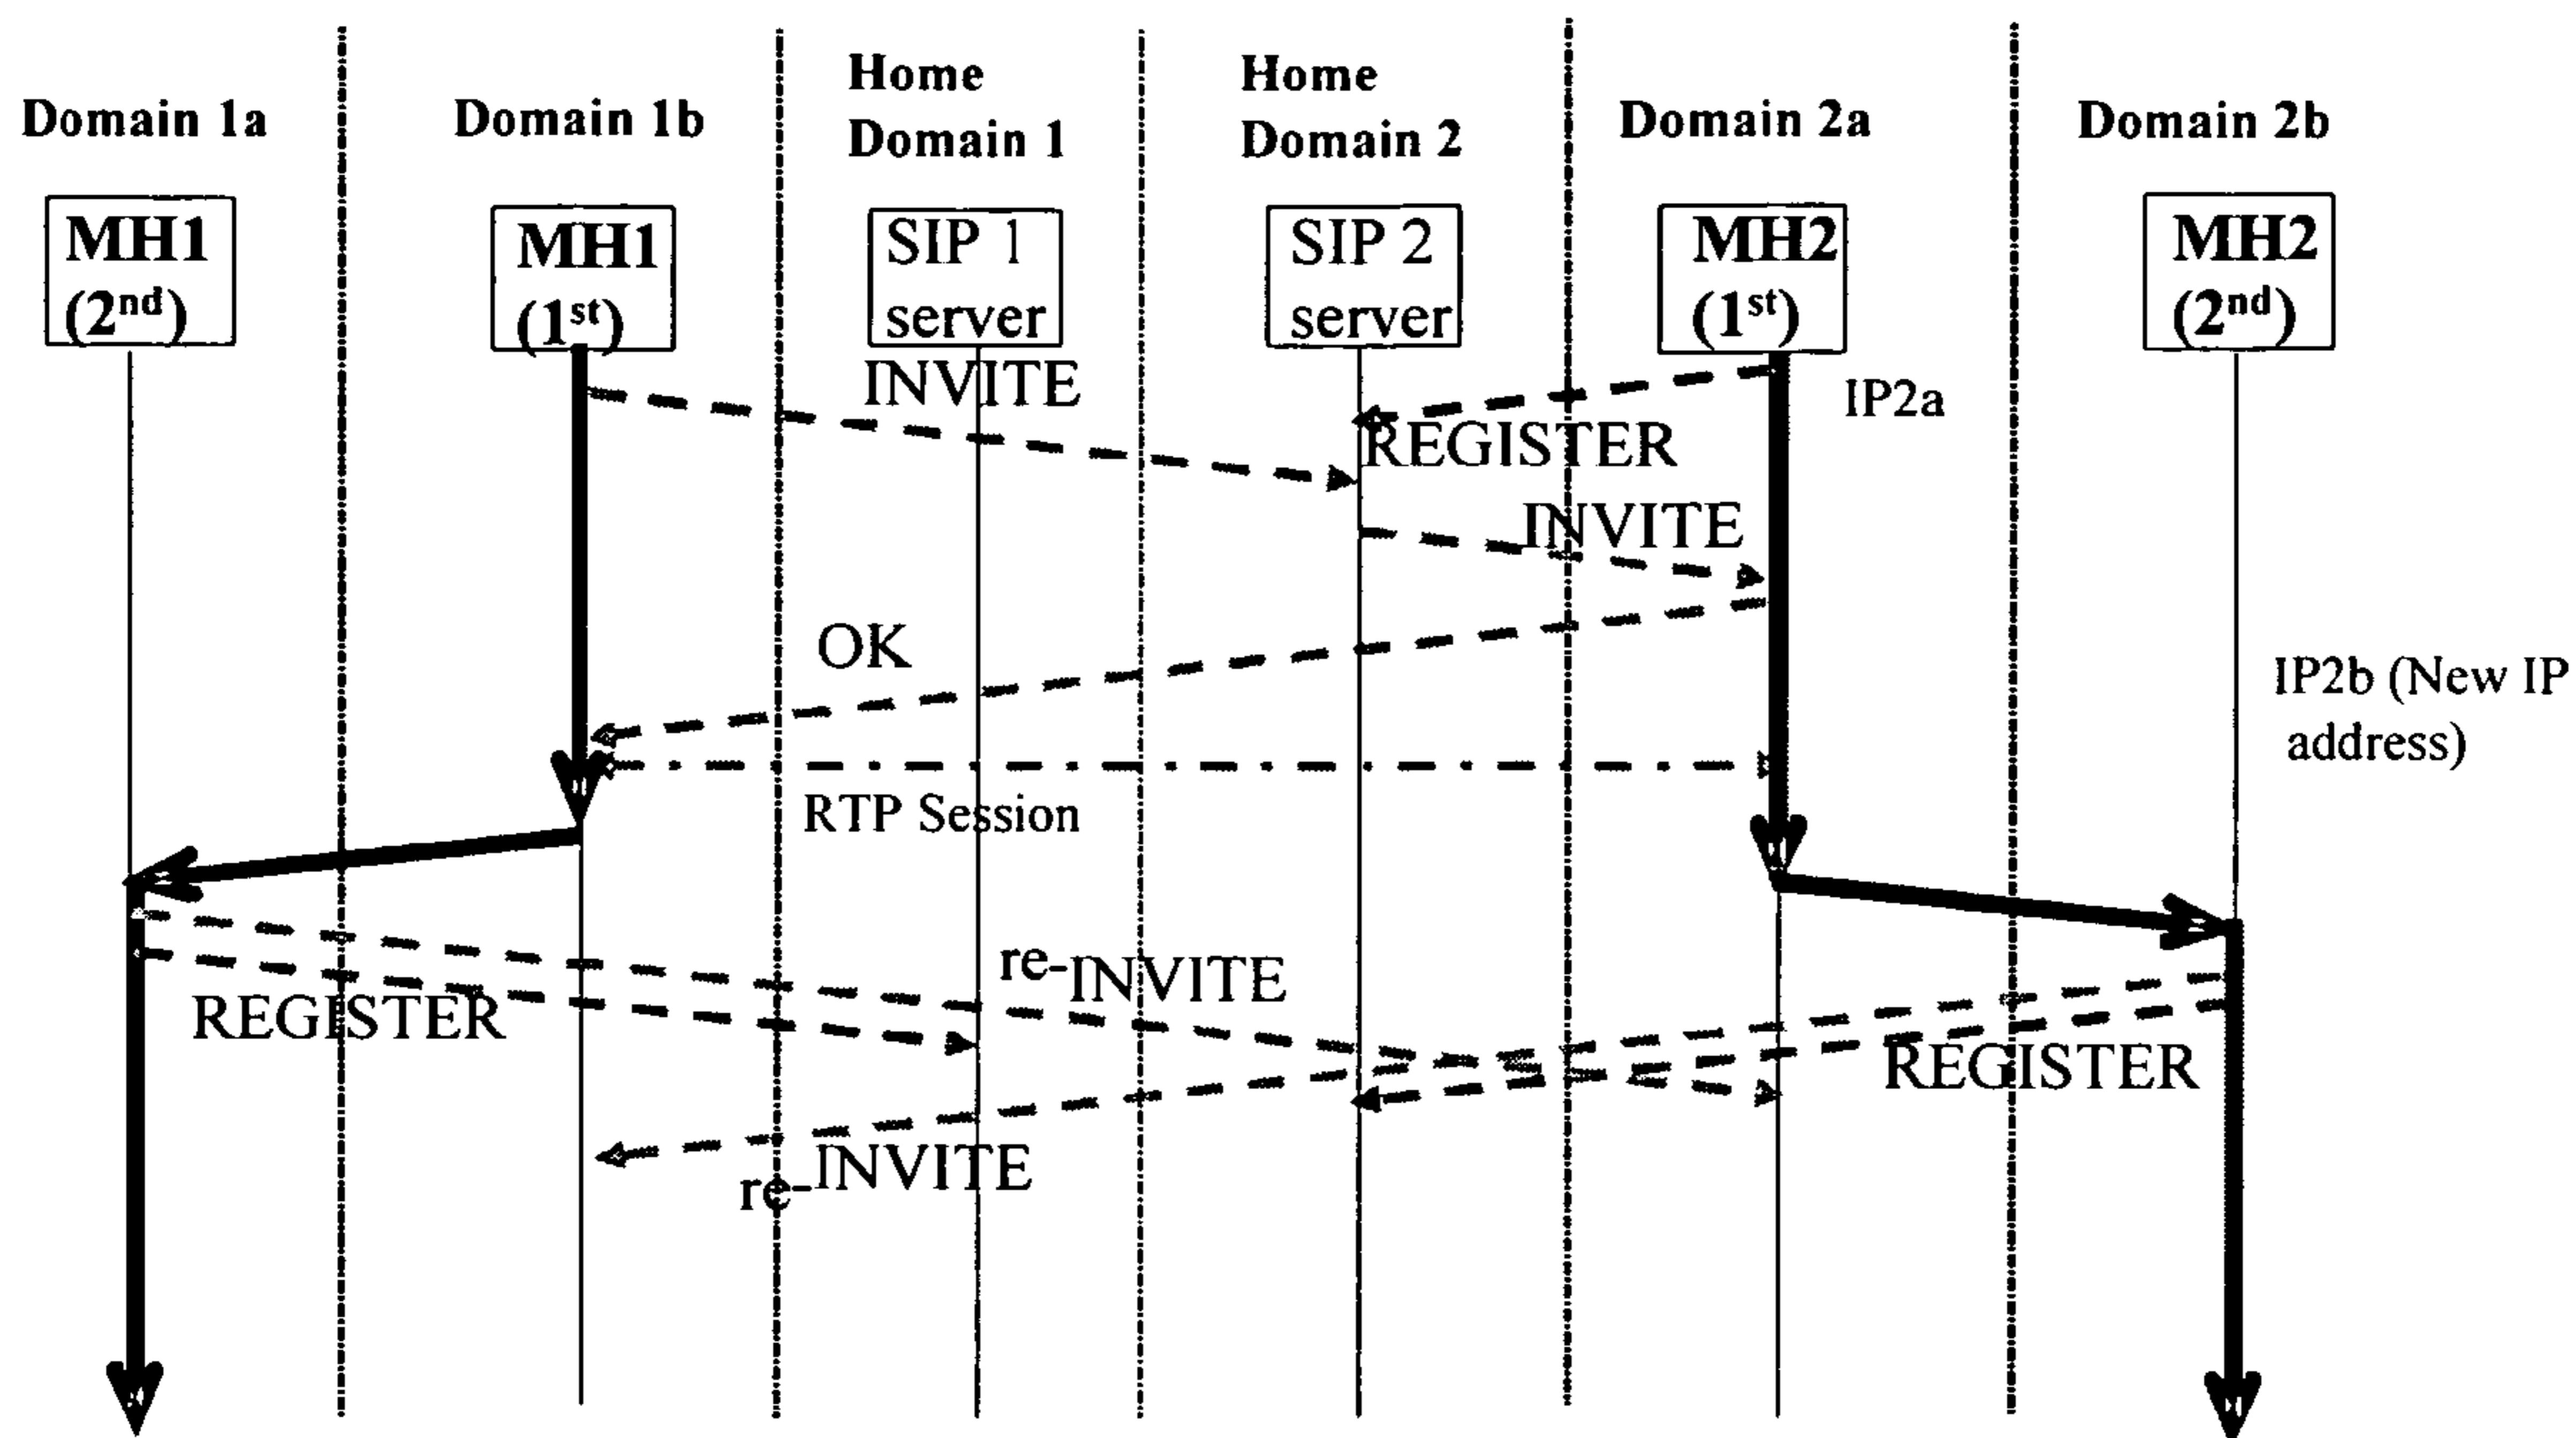 Domain 1a
Domain 1b
Home
Domain 1
Home
Domain 2
Domain 2a
Domain 2b
MH1
(2nd)
MH1
(1st)
SIP 1
server
SIP 2
server
MH2
(1st)
MH2
(2nd)
INVITE
IP2a
REGISTER
INVITE
OK
IP2b (New IP
address)
RTP Session
re-INVITE
REGISTER
REGISTER
re-INVITE